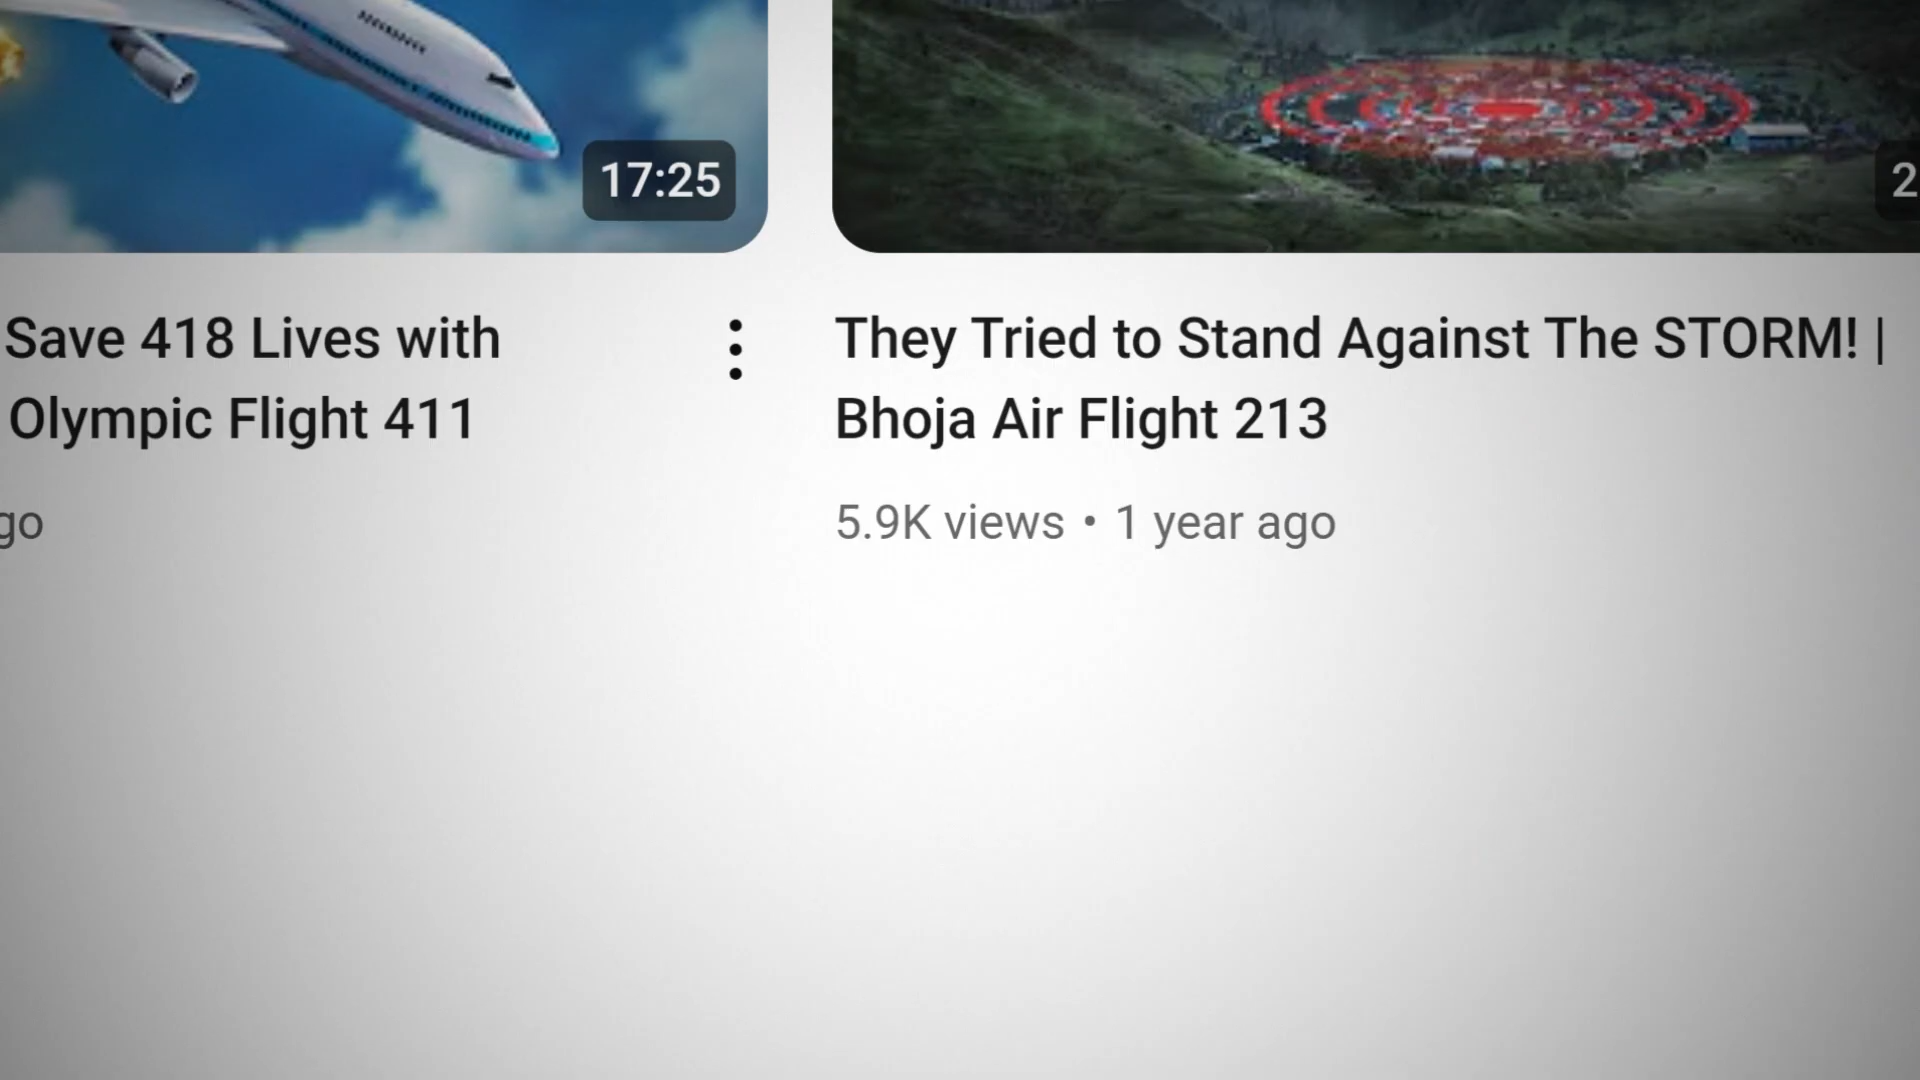 17:25
2
Save 418 Lives with
Olympic Flight 411
go
They Tried to Stand Against The STORM! |
Bhoja Air Flight 213
5.9K views • 1 year ago